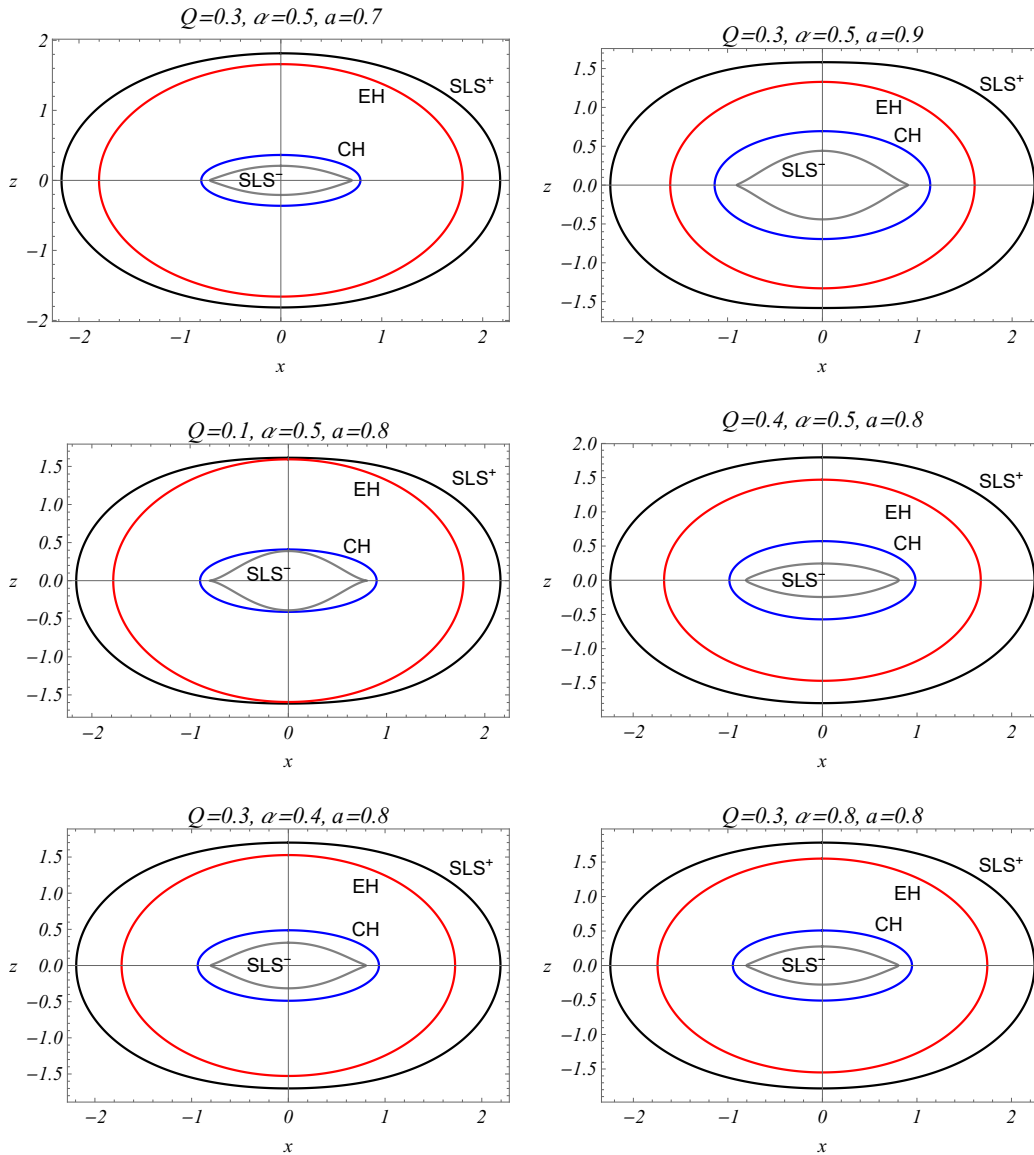 Q=0.3, α=0.5, a=0.7
2
1
z 0
−1
−2
SLS⁺
EH
CH
SLS⁻
−2 −1 0 1 2
x
Q=0.3, α=0.5, a=0.9
1.5
1.0
0.5
z 0.0
−0.5
−1.0
−1.5
SLS⁺
EH
CH
SLS⁻
−2 −1 0 1 2
x
Q=0.1, α=0.5, a=0.8
1.5
1.0
0.5
z 0.0
−0.5
−1.0
−1.5
SLS⁺
EH
CH
SLS⁻
−2 −1 0 1 2
x
Q=0.4, α=0.5, a=0.8
2.0
1.5
1.0
0.5
z 0.0
−0.5
−1.0
−1.5
SLS⁺
EH
CH
SLS⁻
−2 −1 0 1 2
x
Q=0.3, α=0.4, a=0.8
1.5
1.0
0.5
z 0.0
−0.5
−1.0
−1.5
SLS⁺
EH
CH
SLS⁻
−2 −1 0 1 2
x
Q=0.3, α=0.8, a=0.8
1.5
1.0
0.5
z 0.0
−0.5
−1.0
−1.5
SLS⁺
EH
CH
SLS⁻
−2 −1 0 1 2
x